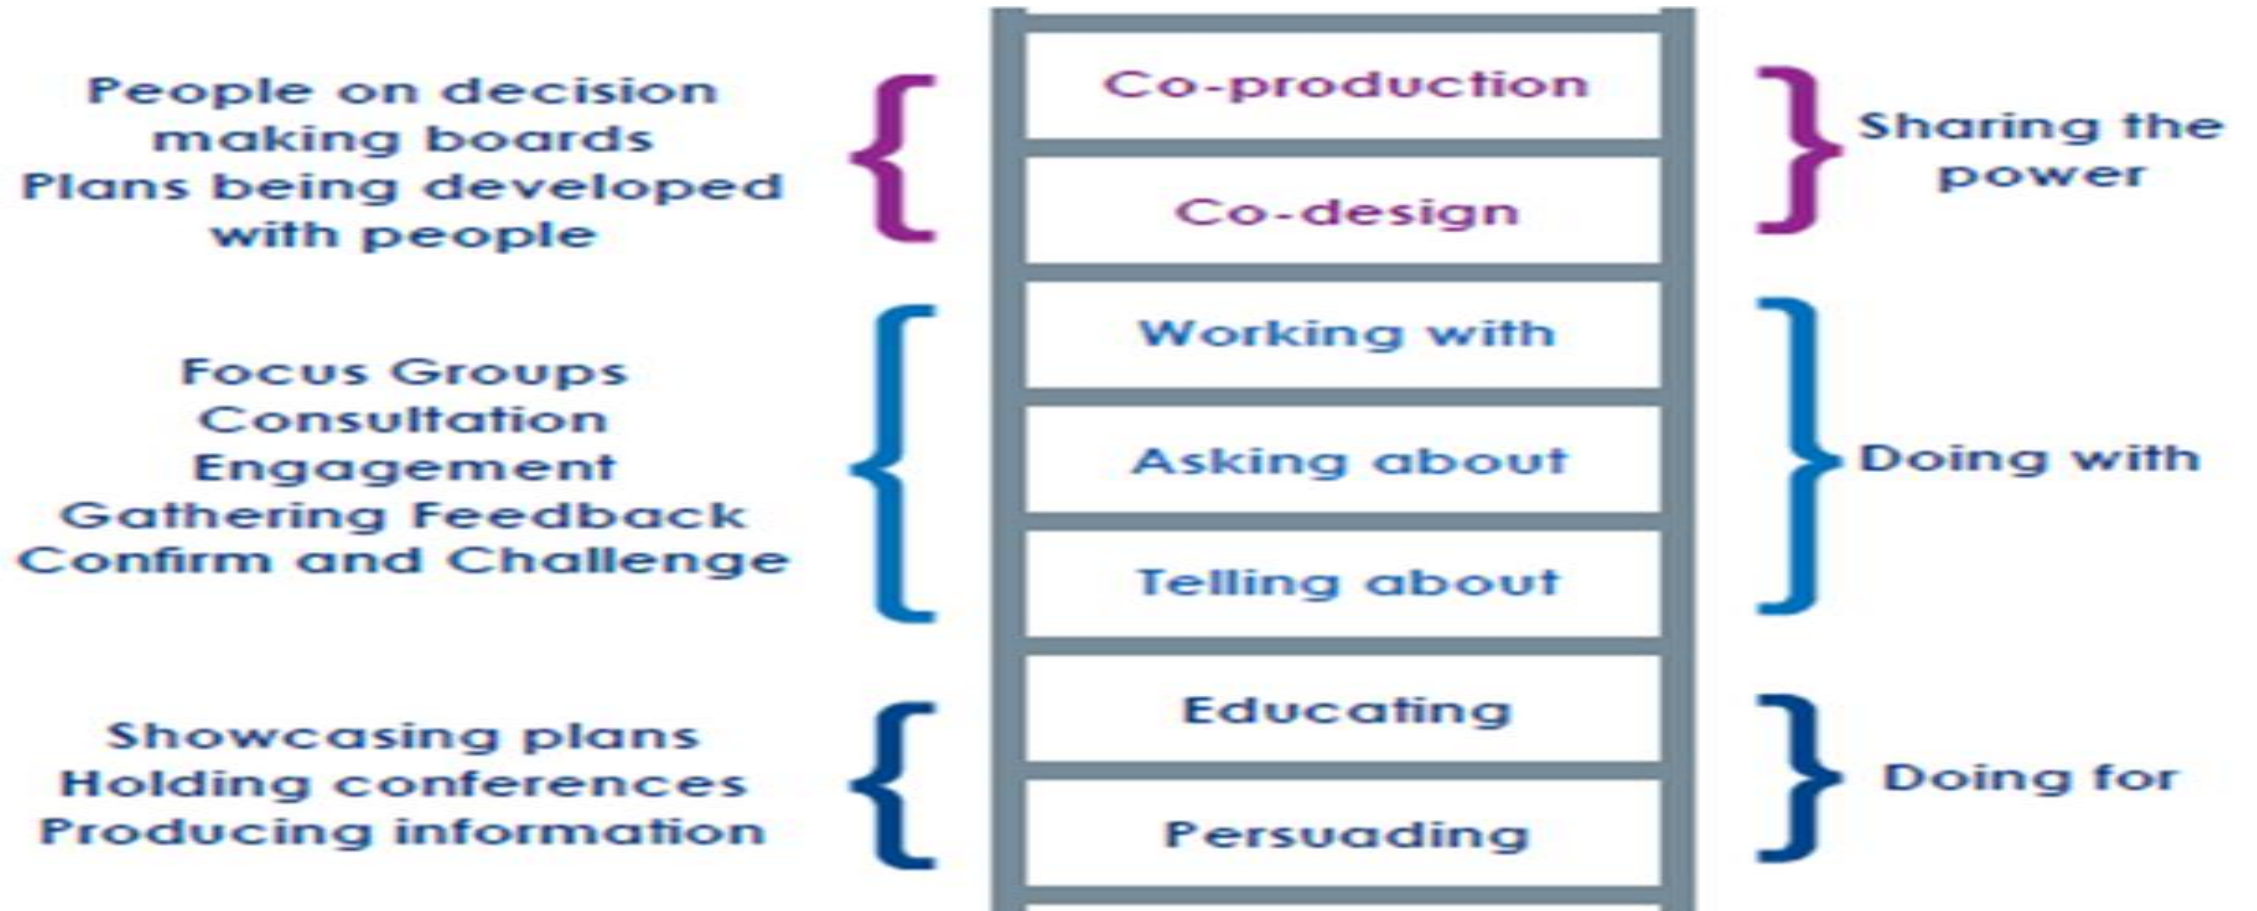 People on decision
making boards
Plans being developed
with people
Co-production
Co-design
Sharing the
power
Focus Groups
Consultation
Engagement
Gathering Feedback
Confirm and Challenge
Working with
Asking about
Telling about
Doing with
Showcasing plans
Holding conferences
Producing information
Educating
Persuading
Doing for